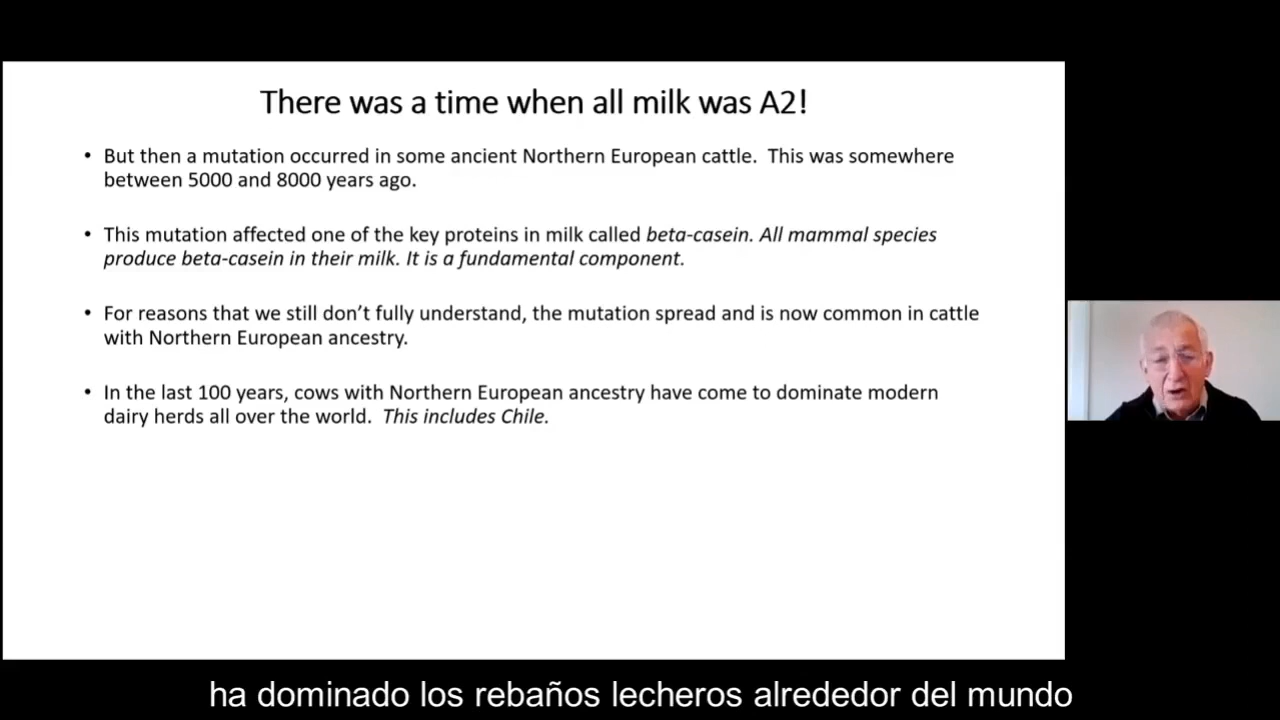 There was a time when all milk was A2!
• But then a mutation occurred in some ancient Northern European cattle.  This was somewhere
between 5000 and 8000 years ago.
• This mutation affected one of the key proteins in milk called beta-casein. All mammal species
produce beta-casein in their milk. It is a fundamental component.
• For reasons that we still don’t fully understand, the mutation spread and is now common in cattle
with Northern European ancestry.
• In the last 100 years, cows with Northern European ancestry have come to dominate modern
dairy herds all over the world.  This includes Chile.
ha dominado los rebaños lecheros alrededor del mundo